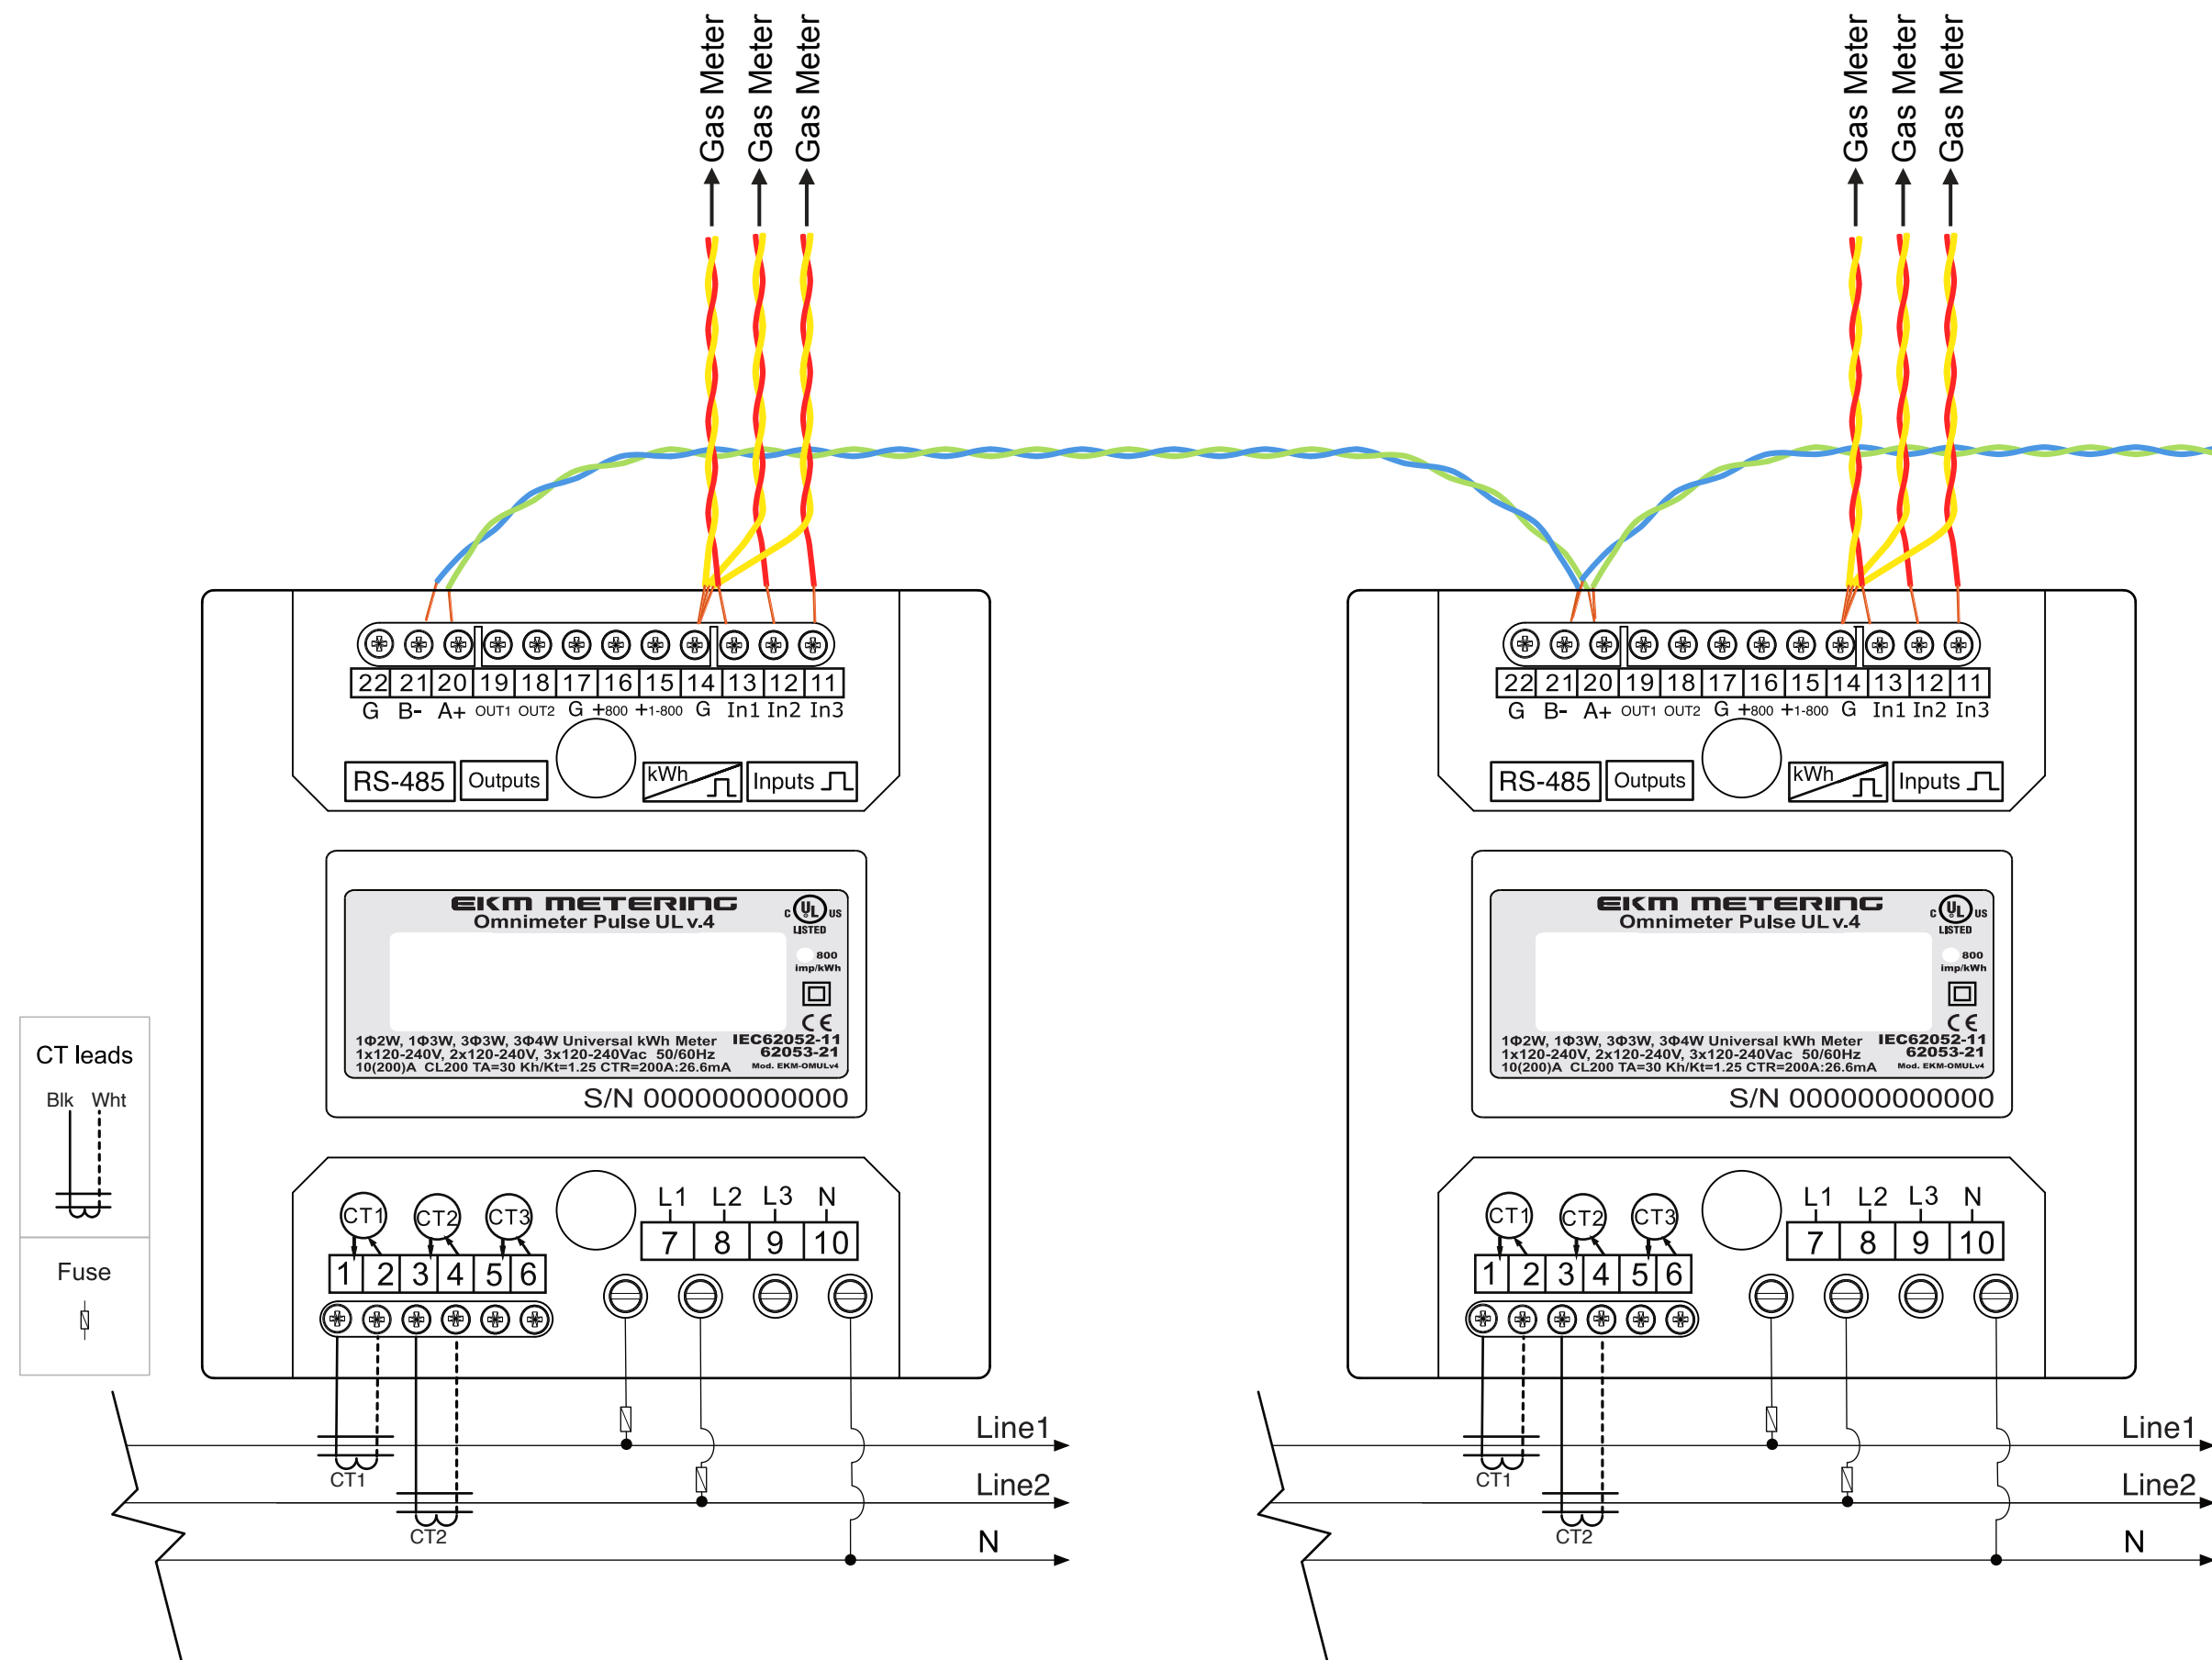 Gas Meter
Gas Meter
Gas Meter
Gas Meter
Gas Meter
Gas Meter
22 21 20 19 18 17 16 15 14 13 12 11
G B- A+ OUT1 OUT2 G +800 +1-800 G In1 In2 In3
RS-485 Outputs kWh Inputs
22 21 20 19 18 17 16 15 14 13 12 11
G B- A+ OUT1 OUT2 G +800 +1-800 G In1 In2 In3
RS-485 Outputs kWh Inputs
EKM METERING
Omnimeter Pulse UL v.4
C UL US
LISTED
800
imp/kWh
CE
1Φ2W, 1Φ3W, 3Φ3W, 3Φ4W Universal kWh Meter IEC62052-11
1x120-240V, 2x120-240V, 3x120-240Vac 50/60Hz 62053-21
10(200)A CL200 TA=30 Kh/Kt=1.25 CTR=200A:26.6mA Mod. EKM-OMULv4
S/N 000000000000
EKM METERING
Omnimeter Pulse UL v.4
C UL US
LISTED
800
imp/kWh
CE
1Φ2W, 1Φ3W, 3Φ3W, 3Φ4W Universal kWh Meter IEC62052-11
1x120-240V, 2x120-240V, 3x120-240Vac 50/60Hz 62053-21
10(200)A CL200 TA=30 Kh/Kt=1.25 CTR=200A:26.6mA Mod. EKM-OMULv4
S/N 000000000000
CT leads
Blk Wht
Fuse
CT1 CT2 CT3
1 2 3 4 5 6
L1 L2 L3 N
7 8 9 10
CT1
CT2
Line1
Line2
N
CT1 CT2 CT3
1 2 3 4 5 6
L1 L2 L3 N
7 8 9 10
CT1
CT2
Line1
Line2
N